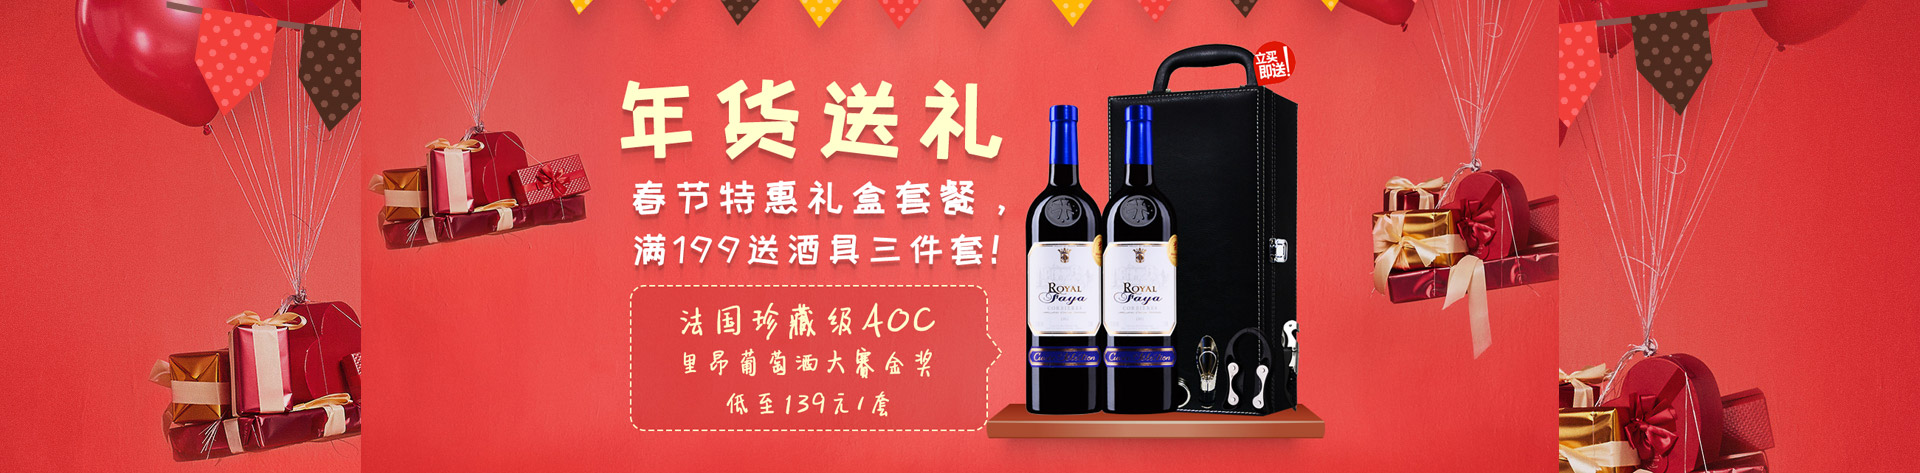 年货送礼
春节特惠礼盒套餐，
满199送酒具三件套!
法国珍藏级AOC
里昂葡萄酒大赛金奖
低至139元1套
立买
即送!
ROYAL
Faya
ROYAL
Faya